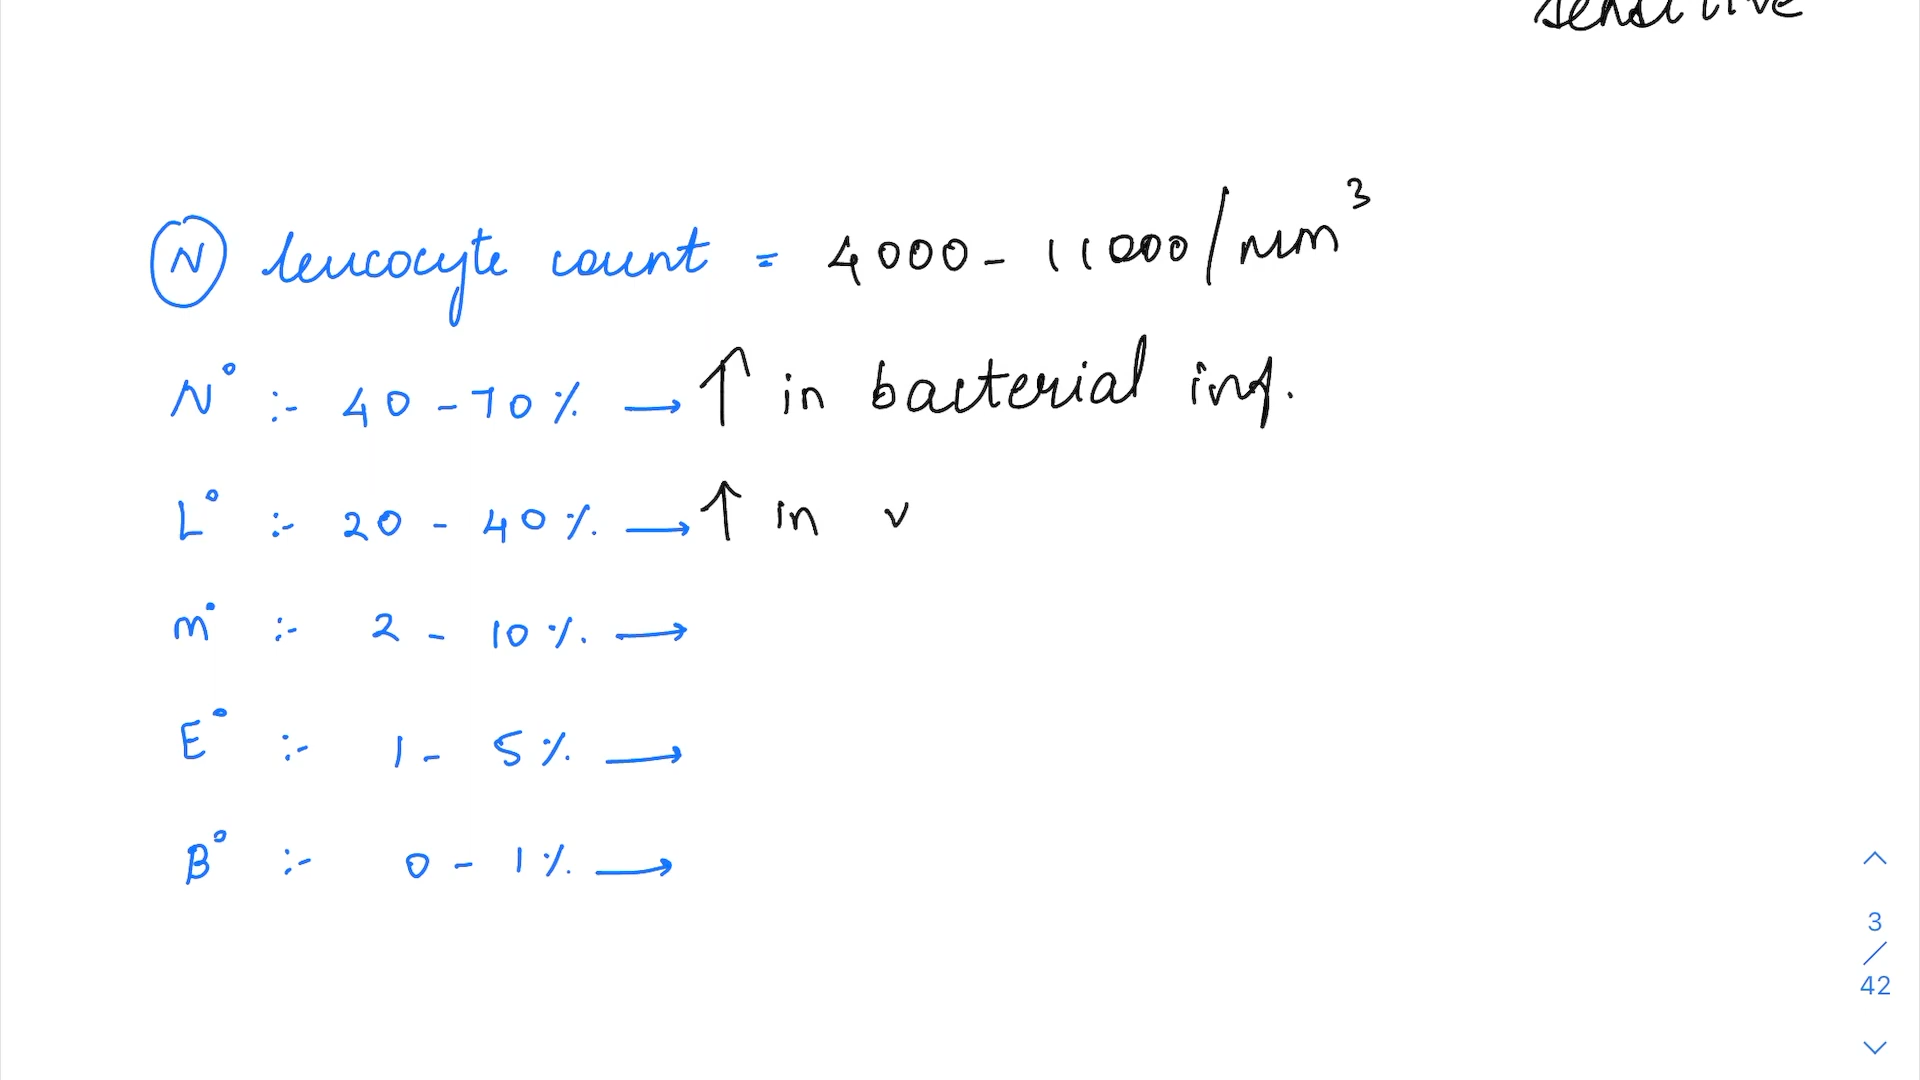 sensitive
Ⓝ leucocyte count = 4000 - 11000/mm³
N° :- 40 - 70% → ↑ in bacterial inf.
L° :- 20 - 40% → ↑ in v
m° :- 2 - 10% →
E° :- 1 - 5% →
B° :- 0 - 1% →
3
/
42